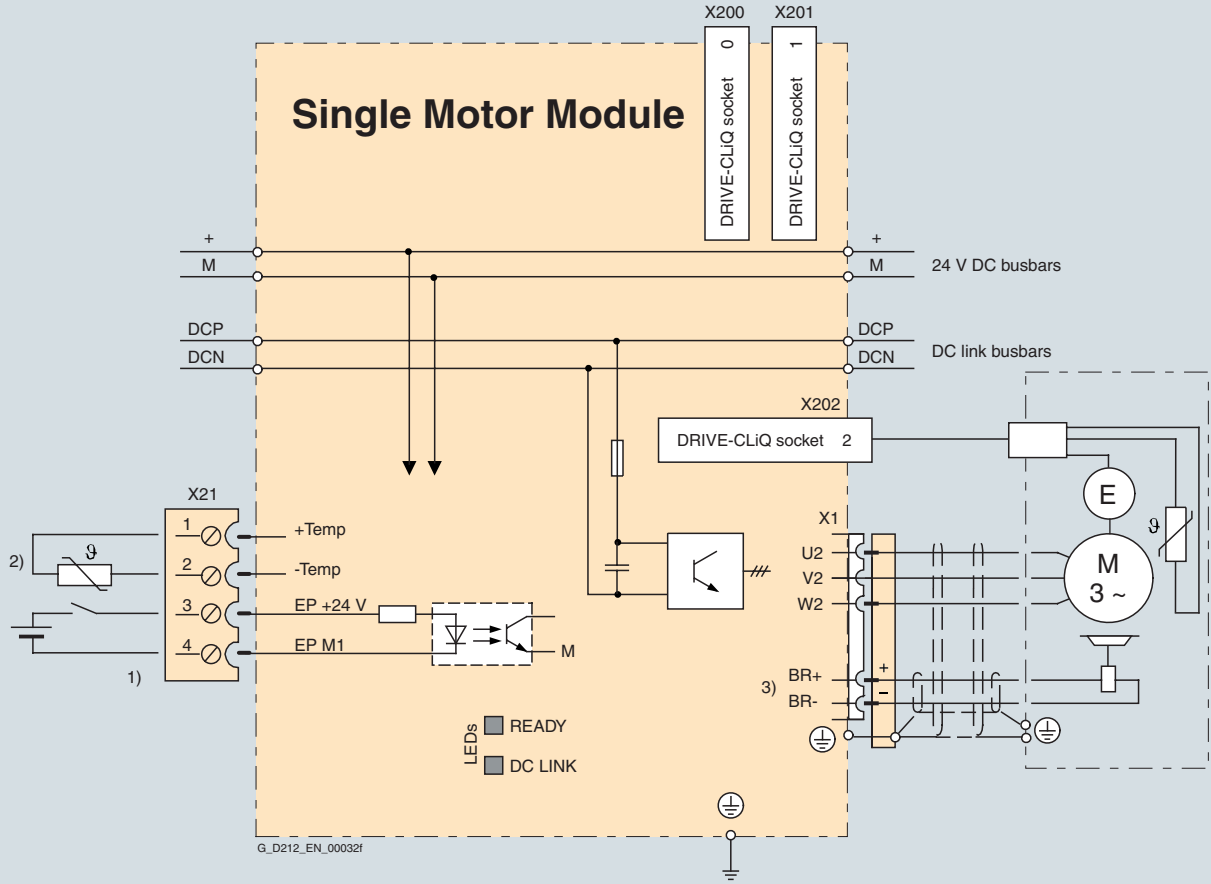 X200 X201
DRIVE-CLiQ socket 0
DRIVE-CLiQ socket 1
Single Motor Module
+ +
M M 24 V DC busbars
DCP DCP
DCN DCN DC link busbars
X202
DRIVE-CLiQ socket 2
X21
1 +Temp
2) ϑ
2 -Temp
3 EP +24 V
4 EP M1
1)
M
X1
U2
V2
W2
E
ϑ
M
3 ~
3) BR+ +
BR- −
LEDs
READY
DC LINK
G_D212_EN_00032f